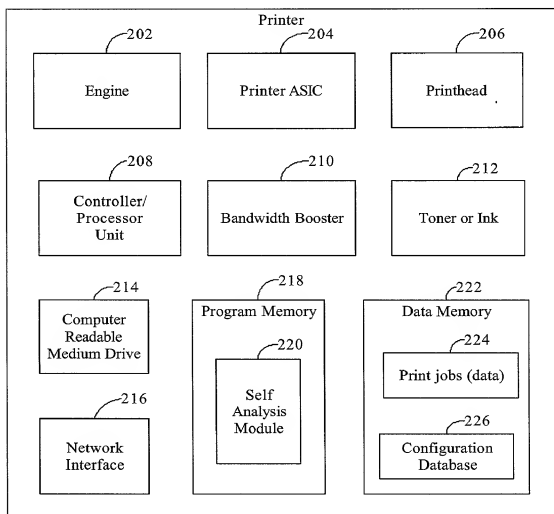 Printer
202 204 206
Engine Printer ASIC Printhead
208 210 212
Controller/
Processor
Unit
Bandwidth Booster
Toner or Ink
214 218 222
Computer
Readable
Medium Drive
Program Memory
Data Memory
220
Self
Analysis
Module
224
Print jobs (data)
216
Network
Interface
226
Configuration
Database